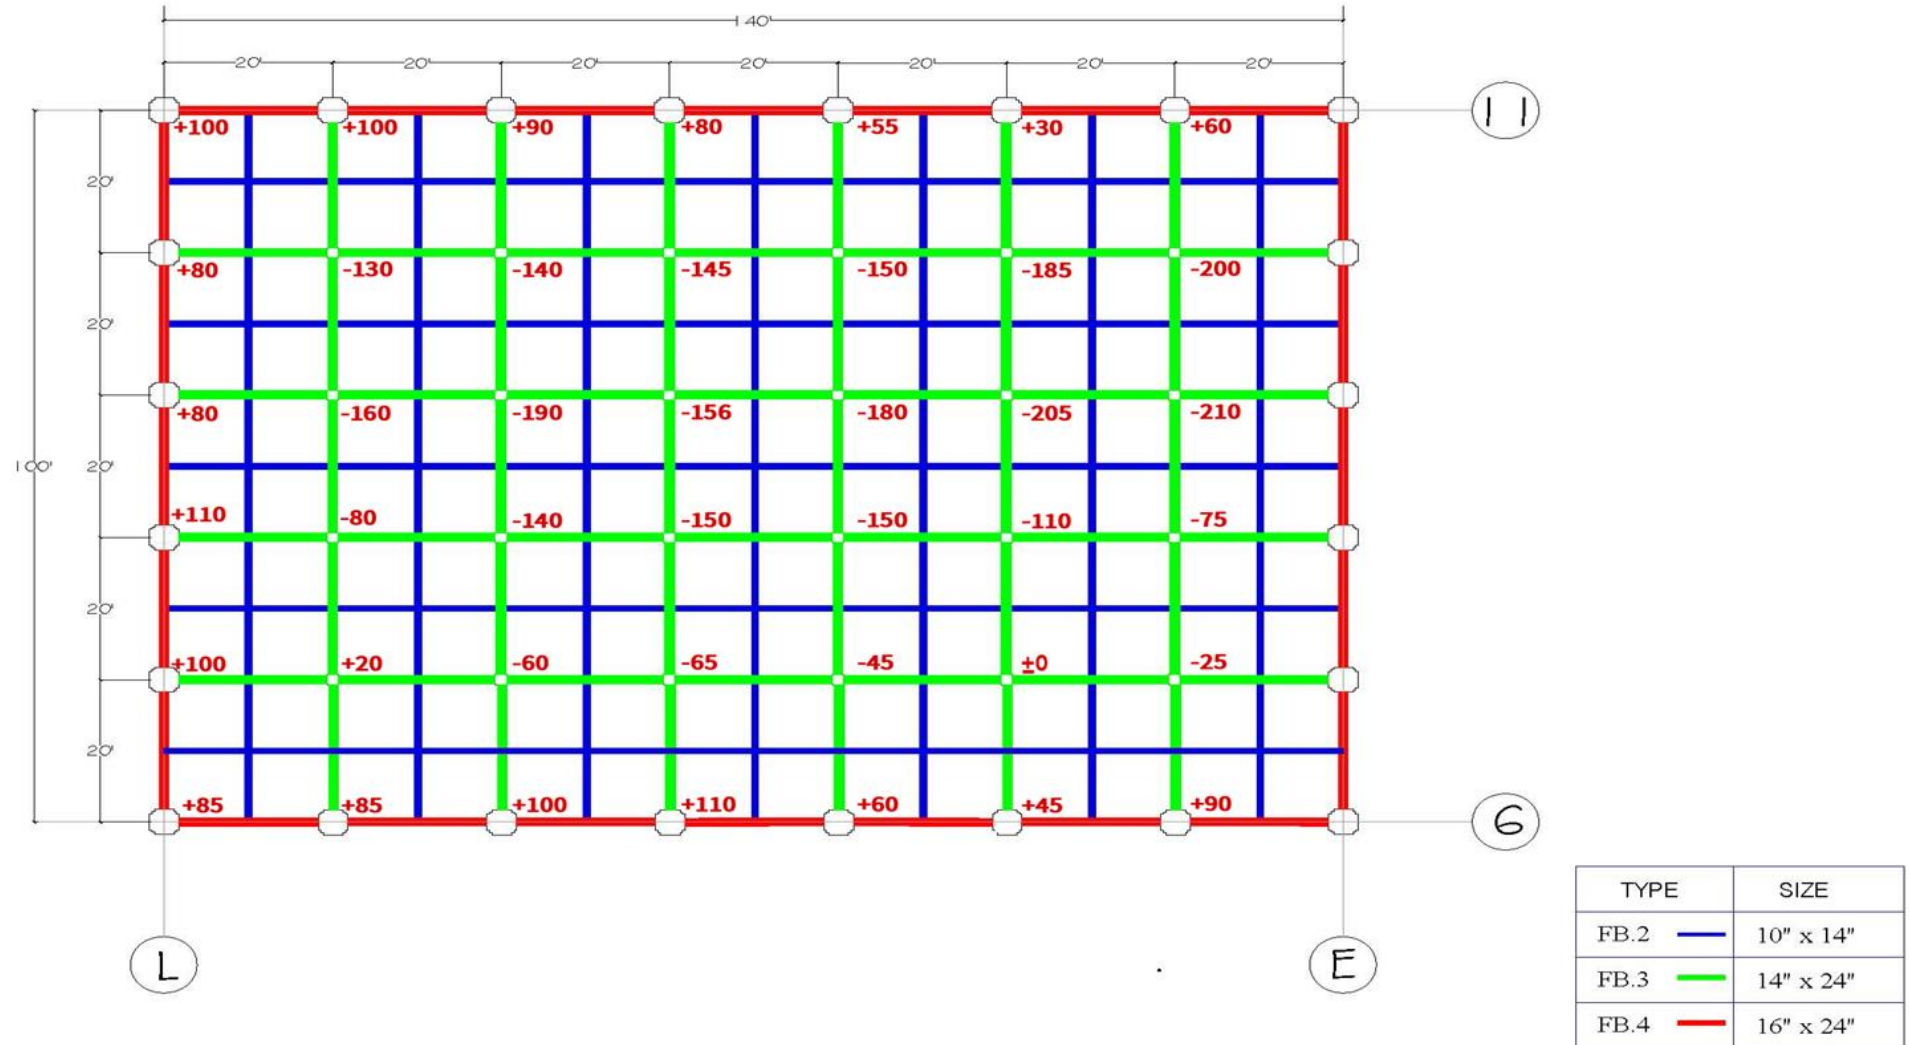 140'
20' 20' 20' 20' 20' 20' 20'
11
+100 +100 +90 +80 +55 +30 +60
20'
+80 -130 -140 -145 -150 -185 -200
20'
+80 -160 -190 -156 -180 -205 -210
100' 20'
+110 -80 -140 -150 -150 -110 -75
20'
+100 +20 -60 -65 -45 ±0 -25
20'
+85 +85 +100 +110 +60 +45 +90
6
L E
TYPE SIZE
FB.2 10" x 14"
FB.3 14" x 24"
FB.4 16" x 24"